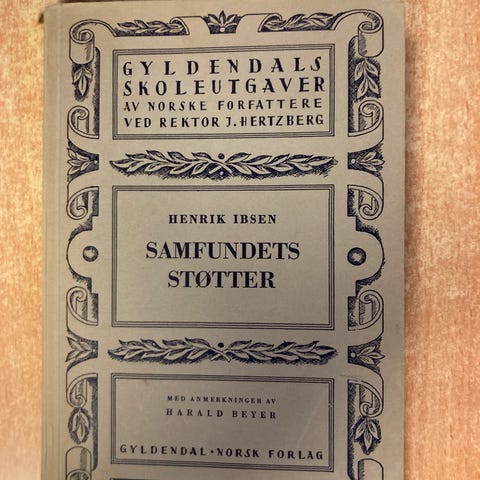 GYLDENDALS
SKOLEUTGAVER
AV NORSKE FORFATTERE
VED REKTOR J. HERTZBERG
HENRIK IBSEN
SAMFUNDETS
STØTTER
MED ANMERKNINGER AV
HARALD BEYER
GYLDENDAL • NORSK FORLAG